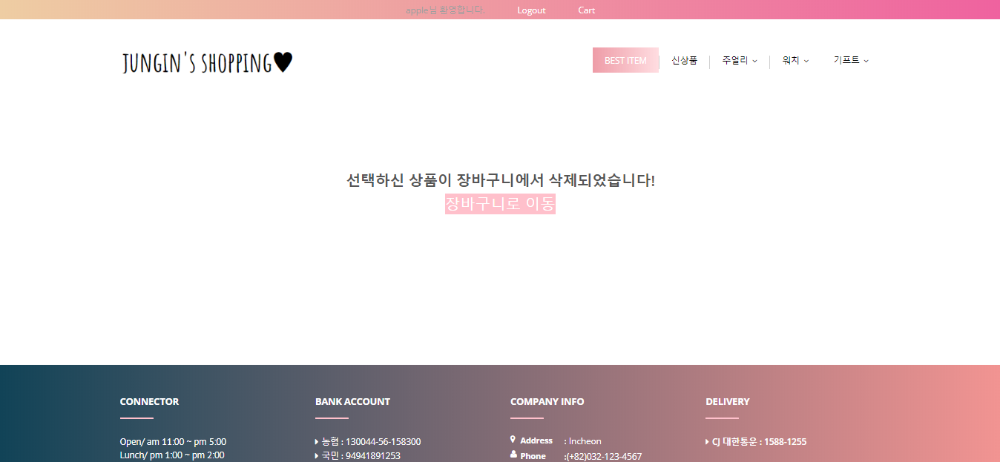 apple님 환영합니다. Logout Cart
JUNGIN'S SHOPPING♥
BEST ITEM 신상품 주얼리 워치 기프트
선택하신 상품이 장바구니에서 삭제되었습니다!
장바구니로 이동
CONNECTOR
Open/ am 11:00 ~ pm 5:00
Lunch/ pm 1:00 ~ pm 2:00
BANK ACCOUNT
농협 : 130044-56-158300
국민 : 94941891253
COMPANY INFO
Address : Incheon
Phone :(+82)032-123-4567
DELIVERY
CJ 대한통운 : 1588-1255